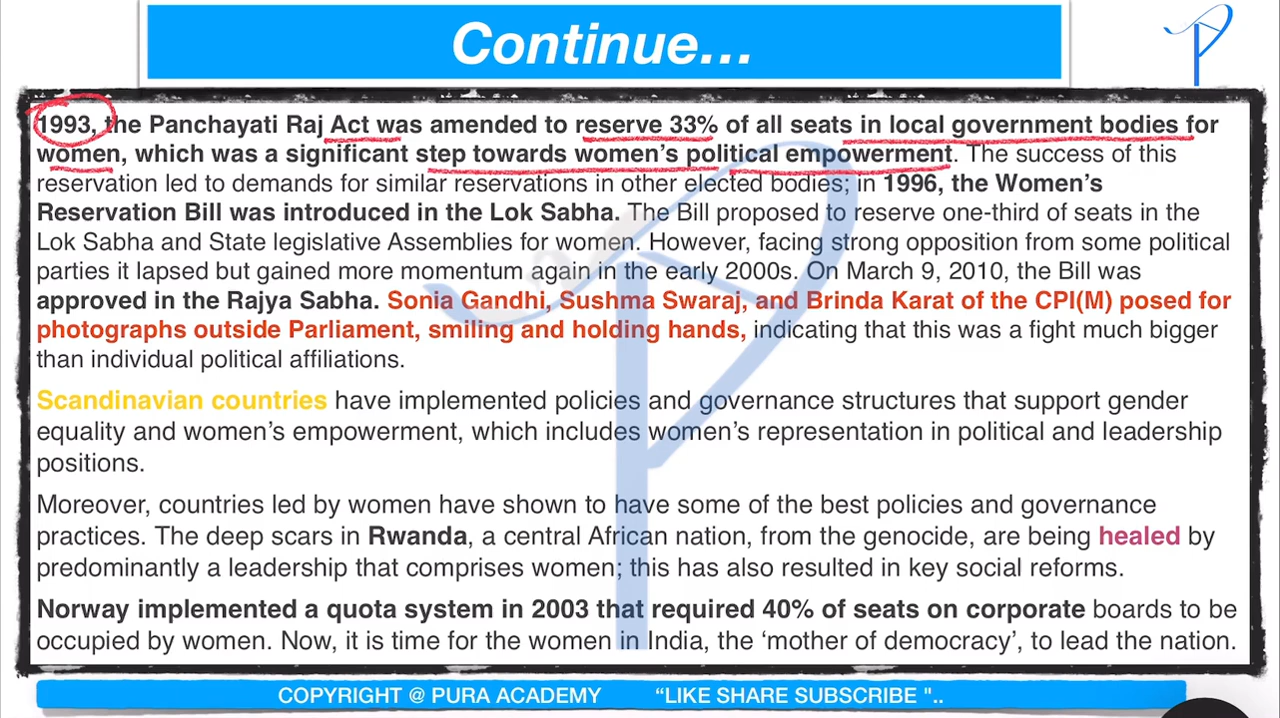 Continue...
1993, the Panchayati Raj Act was amended to reserve 33% of all seats in local government bodies for
women, which was a significant step towards women's political empowerment. The success of this
reservation led to demands for similar reservations in other elected bodies; in 1996, the Women's
Reservation Bill was introduced in the Lok Sabha. The Bill proposed to reserve one-third of seats in the
Lok Sabha and State legislative Assemblies for women. However, facing strong opposition from some political
parties it lapsed but gained more momentum again in the early 2000s. On March 9, 2010, the Bill was
approved in the Rajya Sabha. Sonia Gandhi, Sushma Swaraj, and Brinda Karat of the CPI(M) posed for
photographs outside Parliament, smiling and holding hands, indicating that this was a fight much bigger
than individual political affiliations.
Scandinavian countries have implemented policies and governance structures that support gender
equality and women's empowerment, which includes women's representation in political and leadership
positions.
Moreover, countries led by women have shown to have some of the best policies and governance
practices. The deep scars in Rwanda, a central African nation, from the genocide, are being healed by
predominantly a leadership that comprises women; this has also resulted in key social reforms.
Norway implemented a quota system in 2003 that required 40% of seats on corporate boards to be
occupied by women. Now, it is time for the women in India, the ‘mother of democracy’, to lead the nation.
COPYRIGHT @ PURA ACADEMY “LIKE SHARE SUBSCRIBE "..